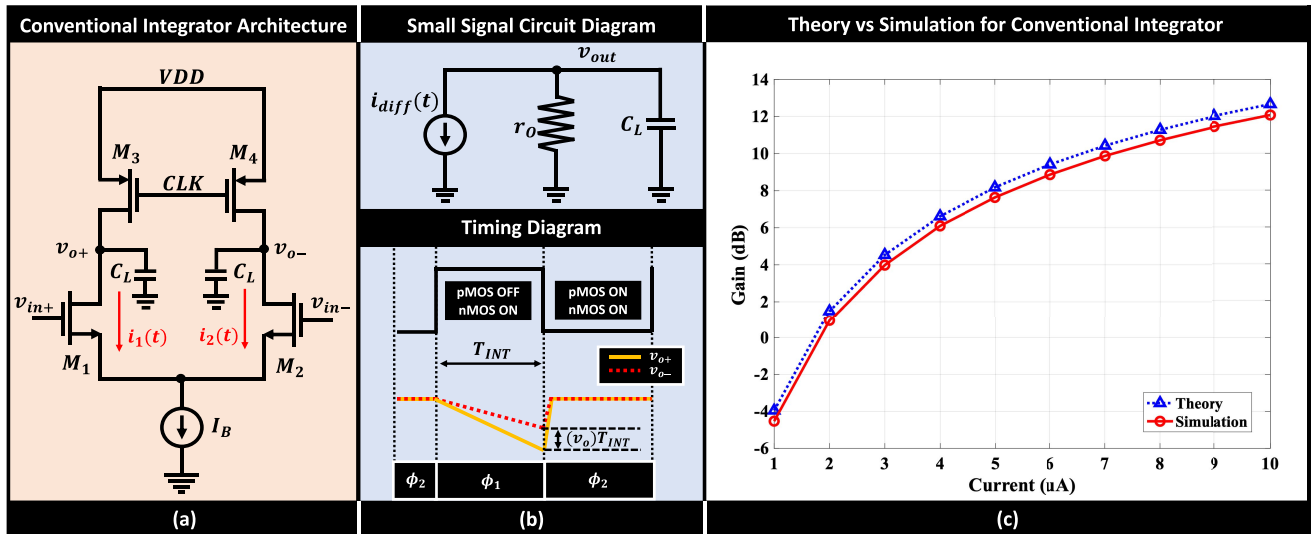 Conventional Integrator Architecture
VDD
M3
M4
CLK
vo+
vo−
CL
CL
vin+
vin−
i1(t)
i2(t)
M1
M2
IB
(a)
Small Signal Circuit Diagram
vout
idiff(t)
rO
CL
Timing Diagram
pMOS OFF
nMOS ON
pMOS ON
nMOS ON
TINT
vo+
vo−
(vo)TINT
ϕ2
ϕ1
ϕ2
(b)
Theory vs Simulation for Conventional Integrator
14
12
10
8
6
4
2
0
-2
-4
-6
Gain (dB)
Theory
Simulation
1 2 3 4 5 6 7 8 9 10
Current (uA)
(c)